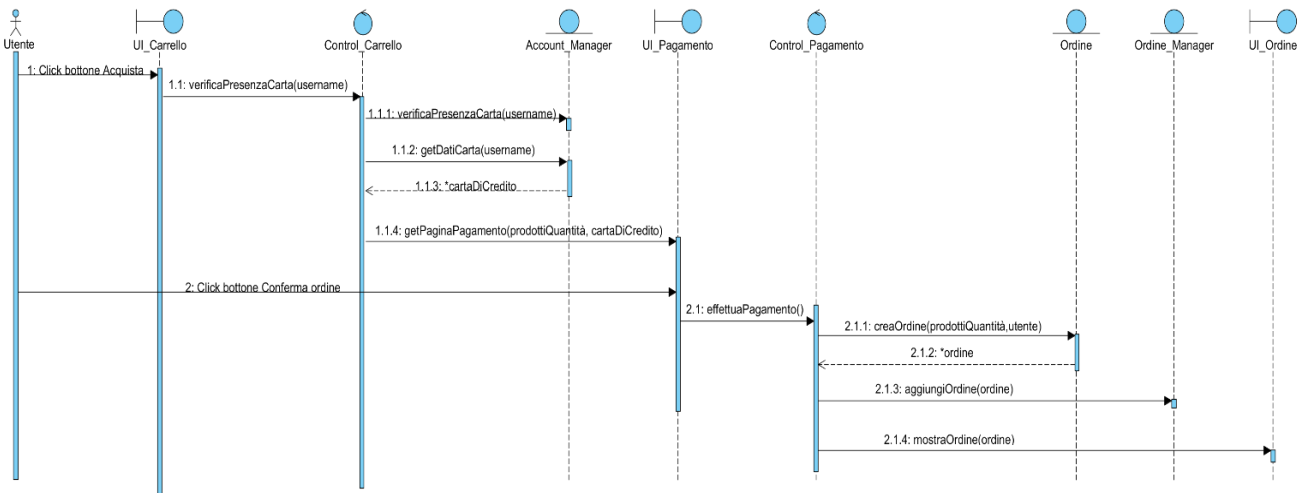 Utente
UI_Carrello
Control_Carrello
Account_Manager
UI_Pagamento
Control_Pagamento
Ordine
Ordine_Manager
UI_Ordine
1: Click bottone Acquista
1.1: verificaPresenzaCarta(username)
1.1.1: verificaPresenzaCarta(username)
1.1.2: getDatiCarta(username)
1.1.3: *cartaDiCredito
1.1.4: getPaginaPagamento(prodottiQuantità, cartaDiCredito)
2: Click bottone Conferma ordine
2.1: effettuaPagamento()
2.1.1: creaOrdine(prodottiQuantità,utente)
2.1.2: *ordine
2.1.3: aggiungiOrdine(ordine)
2.1.4: mostraOrdine(ordine)